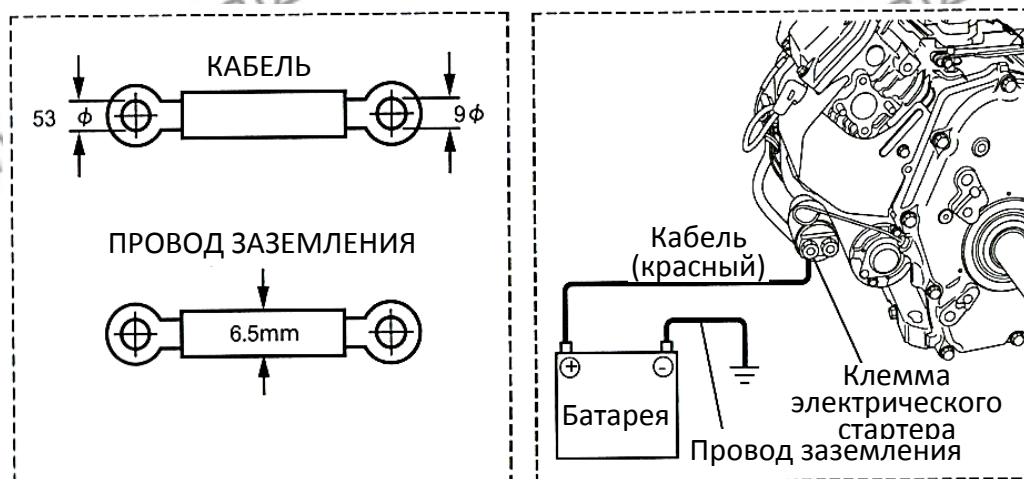 КАБЕЛЬ
53 ϕ
9ϕ
ПРОВОД ЗАЗЕМЛЕНИЯ
6.5mm
Кабель
(красный)
+
-
Батарея
Клемма
электрического
стартера
Провод заземления